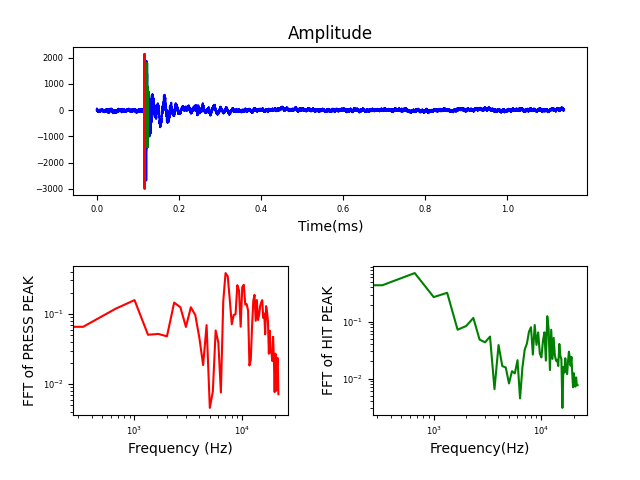 Amplitude
2000
1000
0
−1000
−2000
−3000
0.0 0.2 0.4 0.6 0.8 1.0
Time(ms)
FFT of PRESS PEAK
10⁻¹
10⁻²
10³ 10⁴
Frequency (Hz)
FFT of HIT PEAK
10⁻¹
10⁻²
10³ 10⁴
Frequency(Hz)